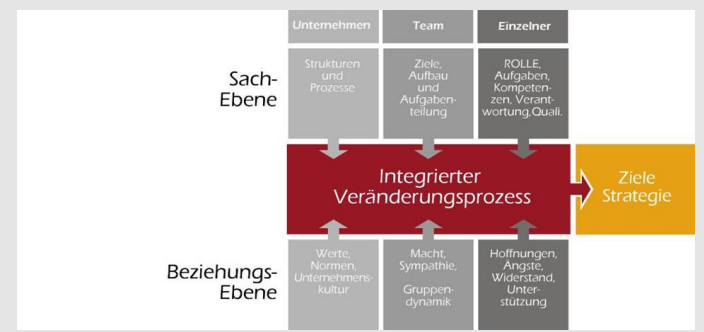 Unternehmen
Team
Einzelner
Sach-
Ebene
Strukturen
und
Prozesse
Ziele,
Aufbau
und
Aufgaben-
teilung
ROLLE,
Aufgaben,
Kompeten-
zen, Verant-
wortung,Quali.
Integrierter
Veränderungsprozess
Ziele
Strategie
Beziehungs-
Ebene
Werte,
Normen,
Unternehmens-
kultur
Macht,
Sympathie,
Gruppen-
dynamik
Hoffnungen,
Ängste,
Widerstand,
Unter-
stützung